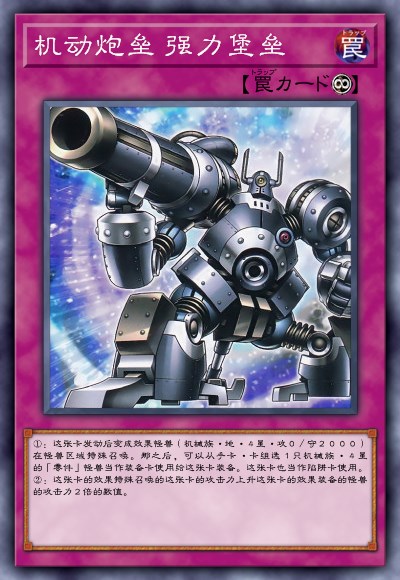 机动炮垒 强力堡垒
トラップ
罠
トラップ
【罠カード】
①：这张卡发动后变成效果怪兽（机械族·地·4星·攻0／守2000）
在怪兽区域特殊召唤。那之后，可以从手卡·卡组选1只机械族·4星
的「零件」怪兽当作装备卡使用给这张卡装备。这张卡也当作陷阱卡使用。
②：这张卡的效果特殊召唤的这张卡的攻击力上升这张卡的效果装备的怪兽
的攻击力2倍的数值。